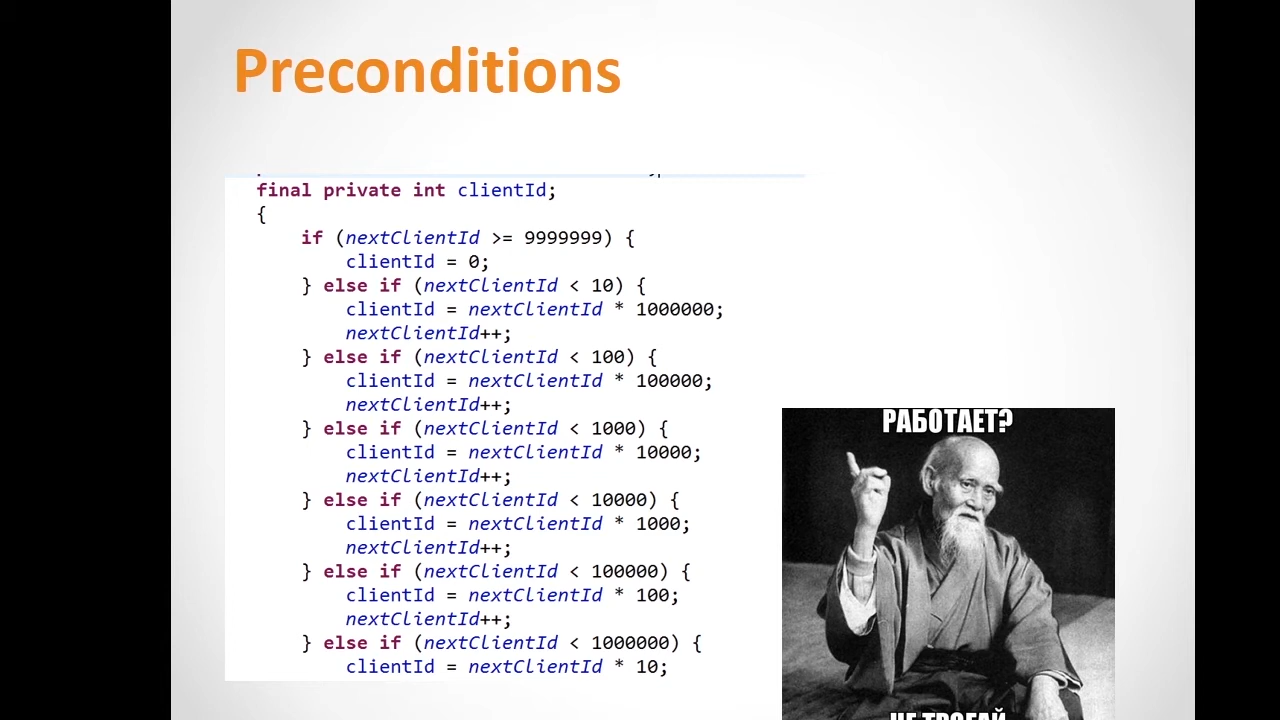 Preconditions
final private int clientId;
{
if (nextClientId >= 9999999) {
clientId = 0;
} else if (nextClientId < 10) {
clientId = nextClientId * 1000000;
nextClientId++;
} else if (nextClientId < 100) {
clientId = nextClientId * 100000;
nextClientId++;
} else if (nextClientId < 1000) {
clientId = nextClientId * 10000;
nextClientId++;
} else if (nextClientId < 10000) {
clientId = nextClientId * 1000;
nextClientId++;
} else if (nextClientId < 100000) {
clientId = nextClientId * 100;
nextClientId++;
} else if (nextClientId < 1000000) {
clientId = nextClientId * 10;
РАБОТАЕТ?
НЕ ТРОГАЙ